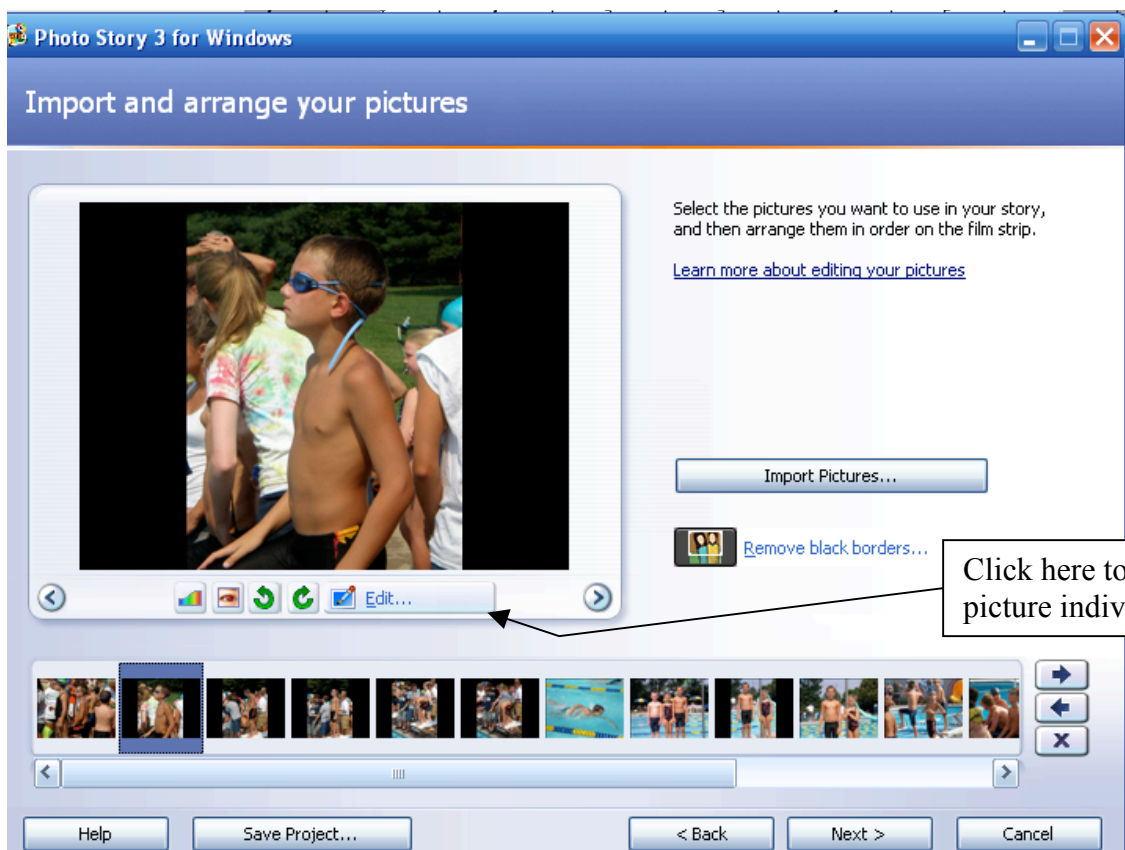 Photo Story 3 for Windows
Import and arrange your pictures
Select the pictures you want to use in your story,
and then arrange them in order on the film strip.
Learn more about editing your pictures
Import Pictures...
Remove black borders...
Click here to
picture indiv
Edit...
Help
Save Project...
< Back
Next >
Cancel